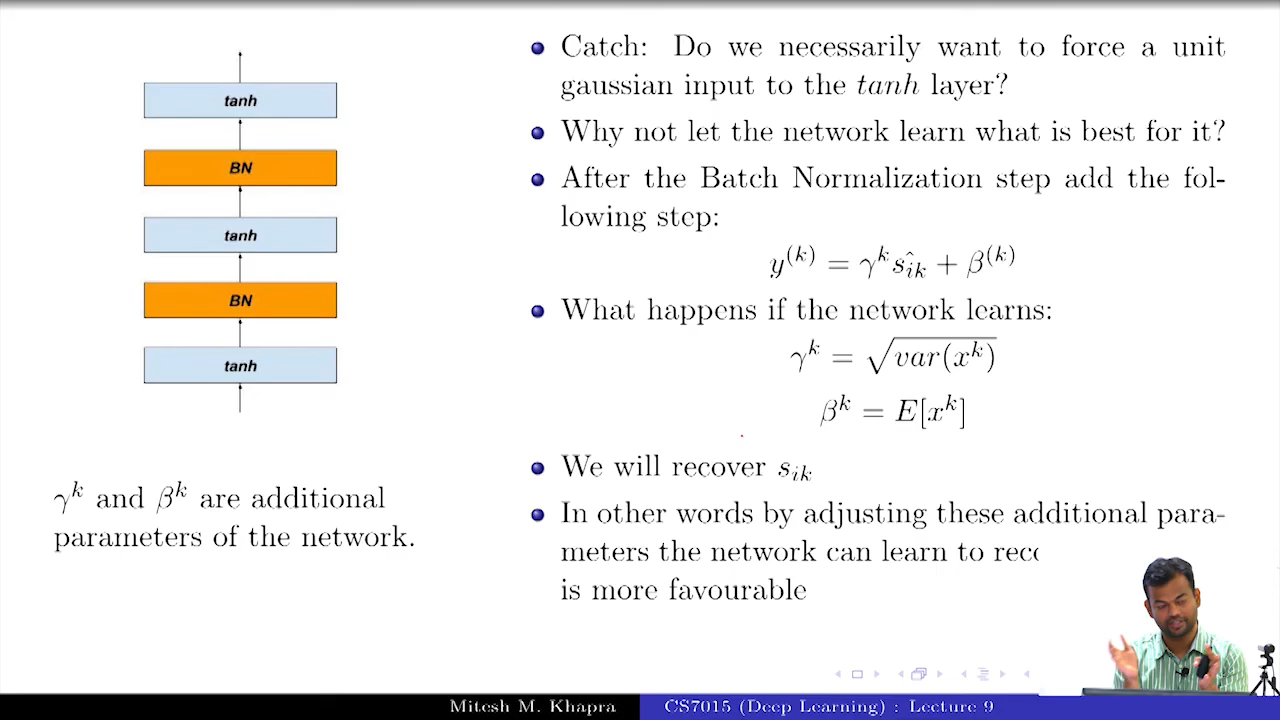 tanh
BN
tanh
BN
tanh
γ^k and β^k are additional
parameters of the network.
Catch: Do we necessarily want to force a unit
gaussian input to the tanh layer?
Why not let the network learn what is best for it?
After the Batch Normalization step add the fol-
lowing step:
y^(k) = γ^k ŝ_ik + β^(k)
What happens if the network learns:
γ^k = √var(x^k)
β^k = E[x^k]
We will recover s_ik
In other words by adjusting these additional para-
meters the network can learn to
is more favourable
Mitesh M. Khapra
CS7015 (Deep Learning) : Lecture 9